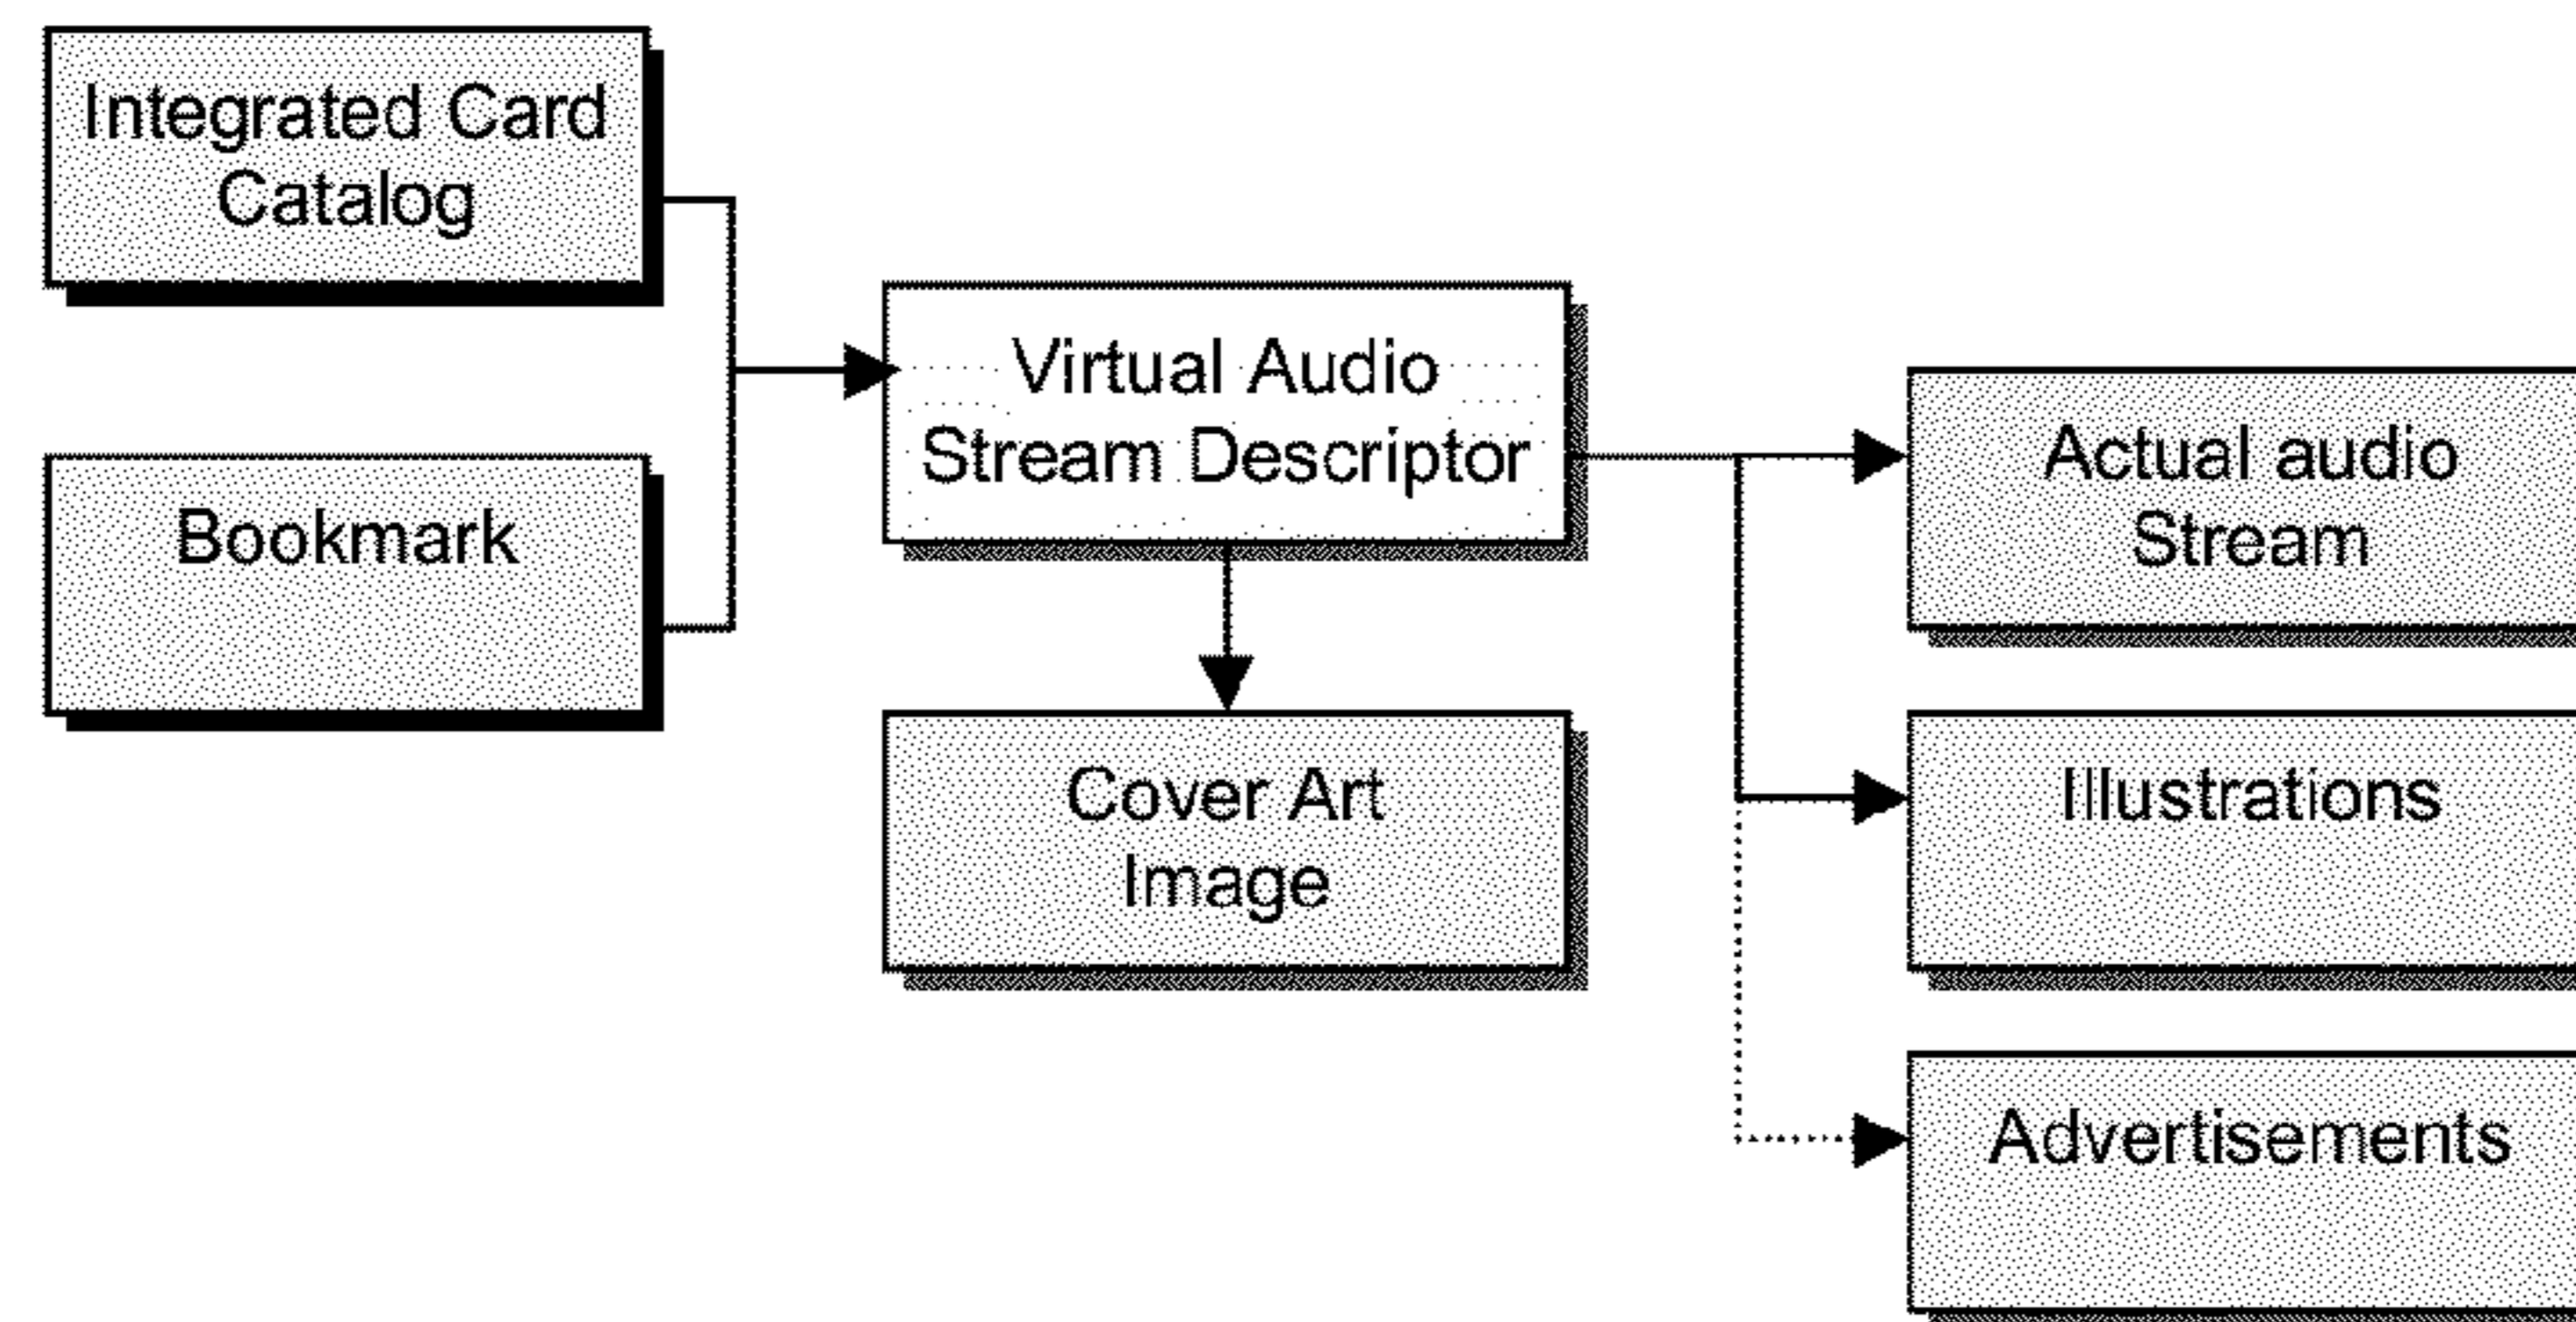 Integrated Card
Catalog
Bookmark
Virtual Audio
Stream Descriptor
Cover Art
Image
Actual audio
Stream
Illustrations
Advertisements